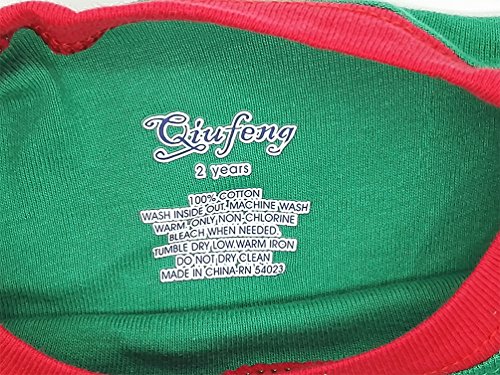 Qiufeng
2 years
100% COTTON
WASH INSIDE OUT. MACHINE WASH
WARM. ONLY NON-CHLORINE
BLEACH WHEN NEEDED.
TUMBLE DRY LOW.WARM IRON
DO NOT DRY CLEAN
MADE IN CHINA-RN 54023